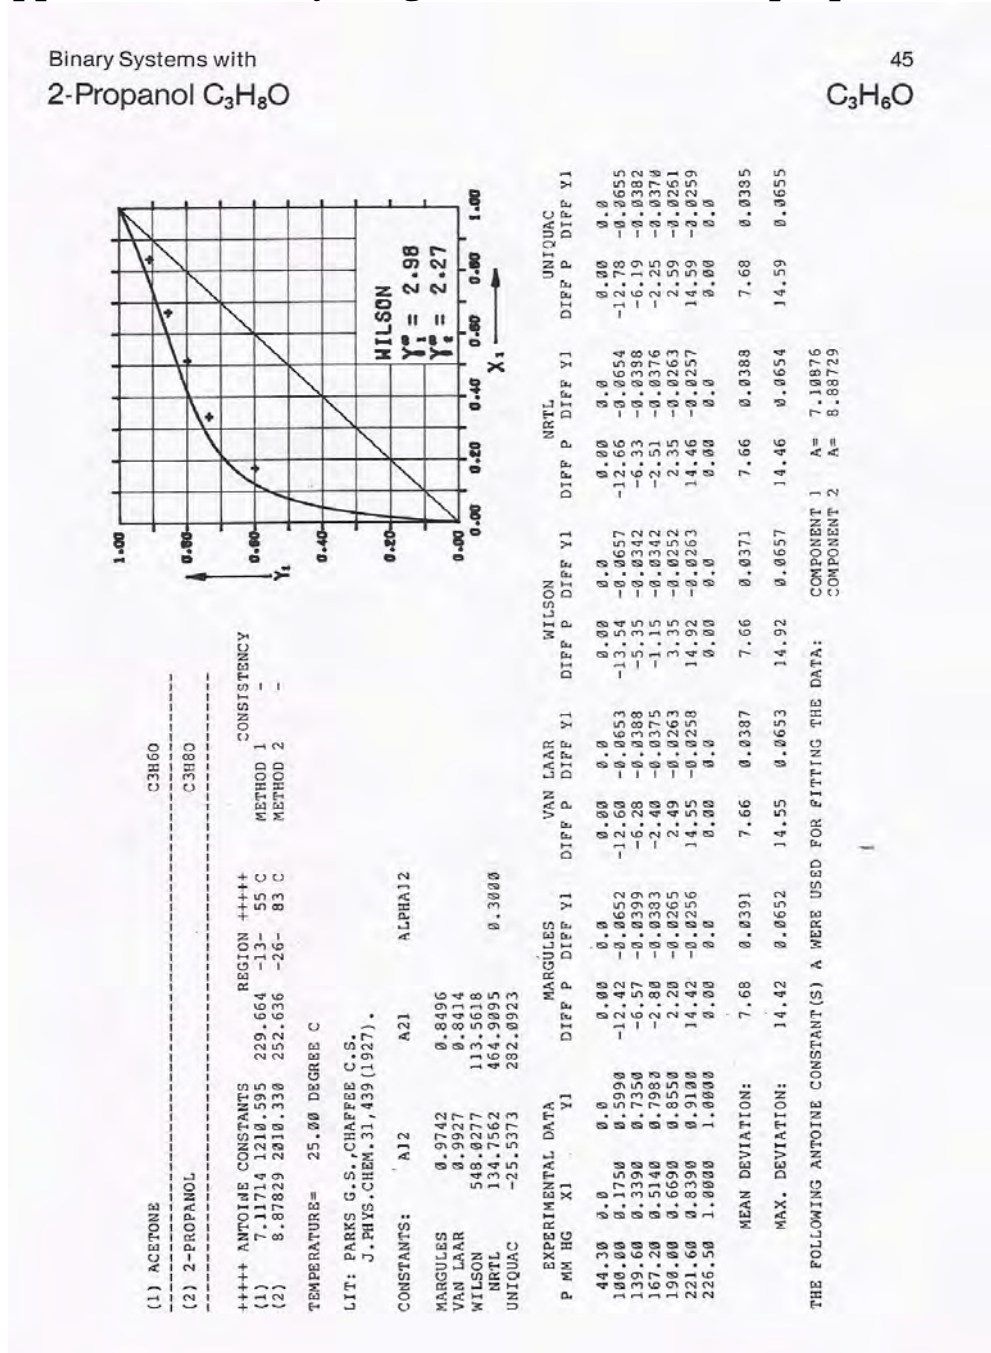 Binary Systems with
45
2-Propanol C₃H₈O
C₃H₆O
(1) ACETONE C3H6O
(2) 2-PROPANOL C3H8O
+++++ ANTOINE CONSTANTS REGION +++++ CONSISTENCY
(1) 7.11714 1210.595 229.664 -13- 55 C METHOD 1 -
(2) 8.87829 2010.330 252.636 -26- 83 C METHOD 2 -
TEMPERATURE= 25.00 DEGREE C
LIT: PARKS G.S.,CHAFFEE C.S.
J.PHYS.CHEM.31,439(1927).
CONSTANTS: A12 A21 ALPHA12
MARGULES 0.9742 0.8496
VAN LAAR 0.9927 0.8414
WILSON 548.0277 113.5618
NRTL 134.7562 464.9095 0.3000
UNIQUAC -25.5373 282.0923
1.00
0.80
0.60
0.40
0.20
0.00
Y₁
0.00 0.20 0.40 0.60 0.80 1.00
X₁
WILSON
γ₁∞ = 2.98
γ₂∞ = 2.27
EXPERIMENTAL DATA MARGULES VAN LAAR WILSON NRTL UNIQUAC
P MM HG X1 Y1 DIFF P DIFF Y1 DIFF P DIFF Y1 DIFF P DIFF Y1 DIFF P DIFF Y1 DIFF P DIFF Y1
44.30 0.0 0.0 0.00 0.0 0.00 0.0 0.00 0.0 0.00 0.0 0.00 0.0
100.00 0.1750 0.5990 -12.42 -0.0652 -12.60 -0.0653 -13.54 -0.0657 -12.66 -0.0654 -12.78 -0.0655
139.60 0.3390 0.7350 -6.57 -0.0399 -6.28 -0.0388 -5.35 -0.0342 -6.33 -0.0398 -6.19 -0.0382
167.20 0.5140 0.7980 -2.80 -0.0383 -2.40 -0.0375 -1.15 -0.0342 -2.51 -0.0376 -2.25 -0.0370
190.00 0.6690 0.8550 2.20 -0.0265 2.49 -0.0263 3.35 -0.0252 2.35 -0.0263 2.59 -0.0261
221.60 0.8390 0.9100 14.42 -0.0256 14.55 -0.0258 14.92 -0.0263 14.46 -0.0257 14.59 -0.0259
226.50 1.0000 1.0000 0.00 0.0 0.00 0.0 0.00 0.0 0.00 0.0 0.00 0.0
MEAN DEVIATION: 7.68 0.0391 7.66 0.0387 7.66 0.0371 7.66 0.0388 7.68 0.0385
MAX. DEVIATION: 14.42 0.0652 14.55 0.0653 14.92 0.0657 14.46 0.0654 14.59 0.0655
THE FOLLOWING ANTOINE CONSTANT(S) A WERE USED FOR FITTING THE DATA: COMPONENT 1 A= 7.10876
COMPONENT 2 A= 8.88729